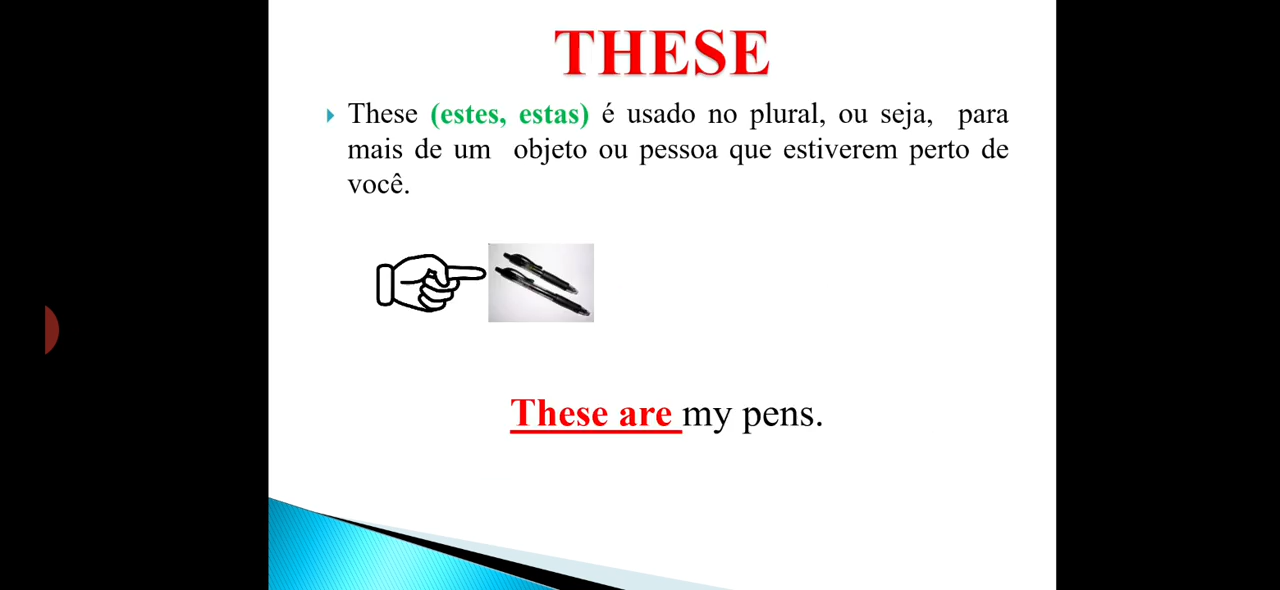 THESE
These (estes, estas) é usado no plural, ou seja, para
mais de um objeto ou pessoa que estiverem perto de
você.
These are my pens.